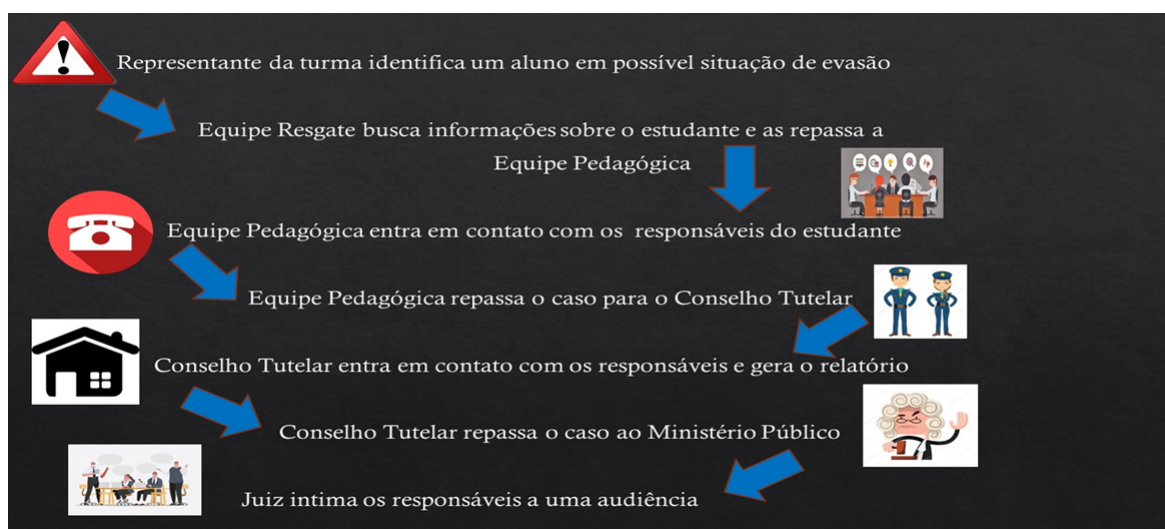 Representante da turma identifica um aluno em possível situação de evasão
Equipe Resgate busca informações sobre o estudante e as repassa a
Equipe Pedagógica
Equipe Pedagógica entra em contato com os responsáveis do estudante
Equipe Pedagógica repassa o caso para o Conselho Tutelar
Conselho Tutelar entra em contato com os responsáveis e gera o relatório
Conselho Tutelar repassa o caso ao Ministério Público
Juiz intima os responsáveis a uma audiência